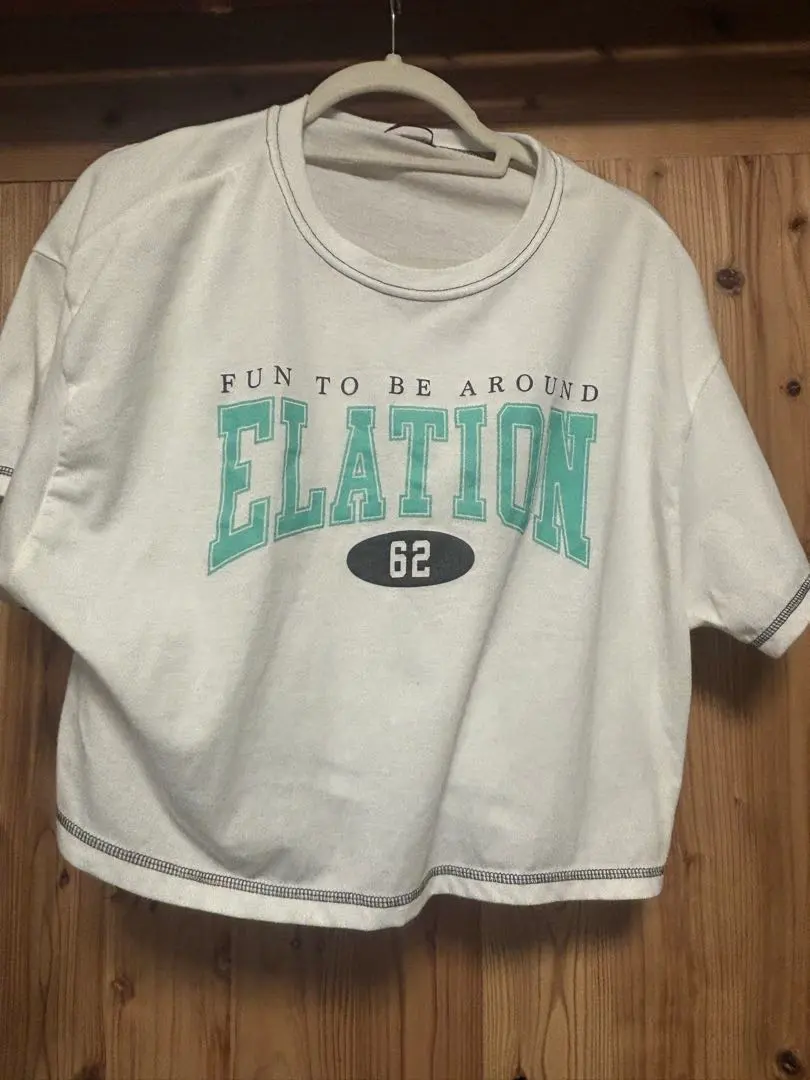 FUN TO BE AROUND
ELATION
62